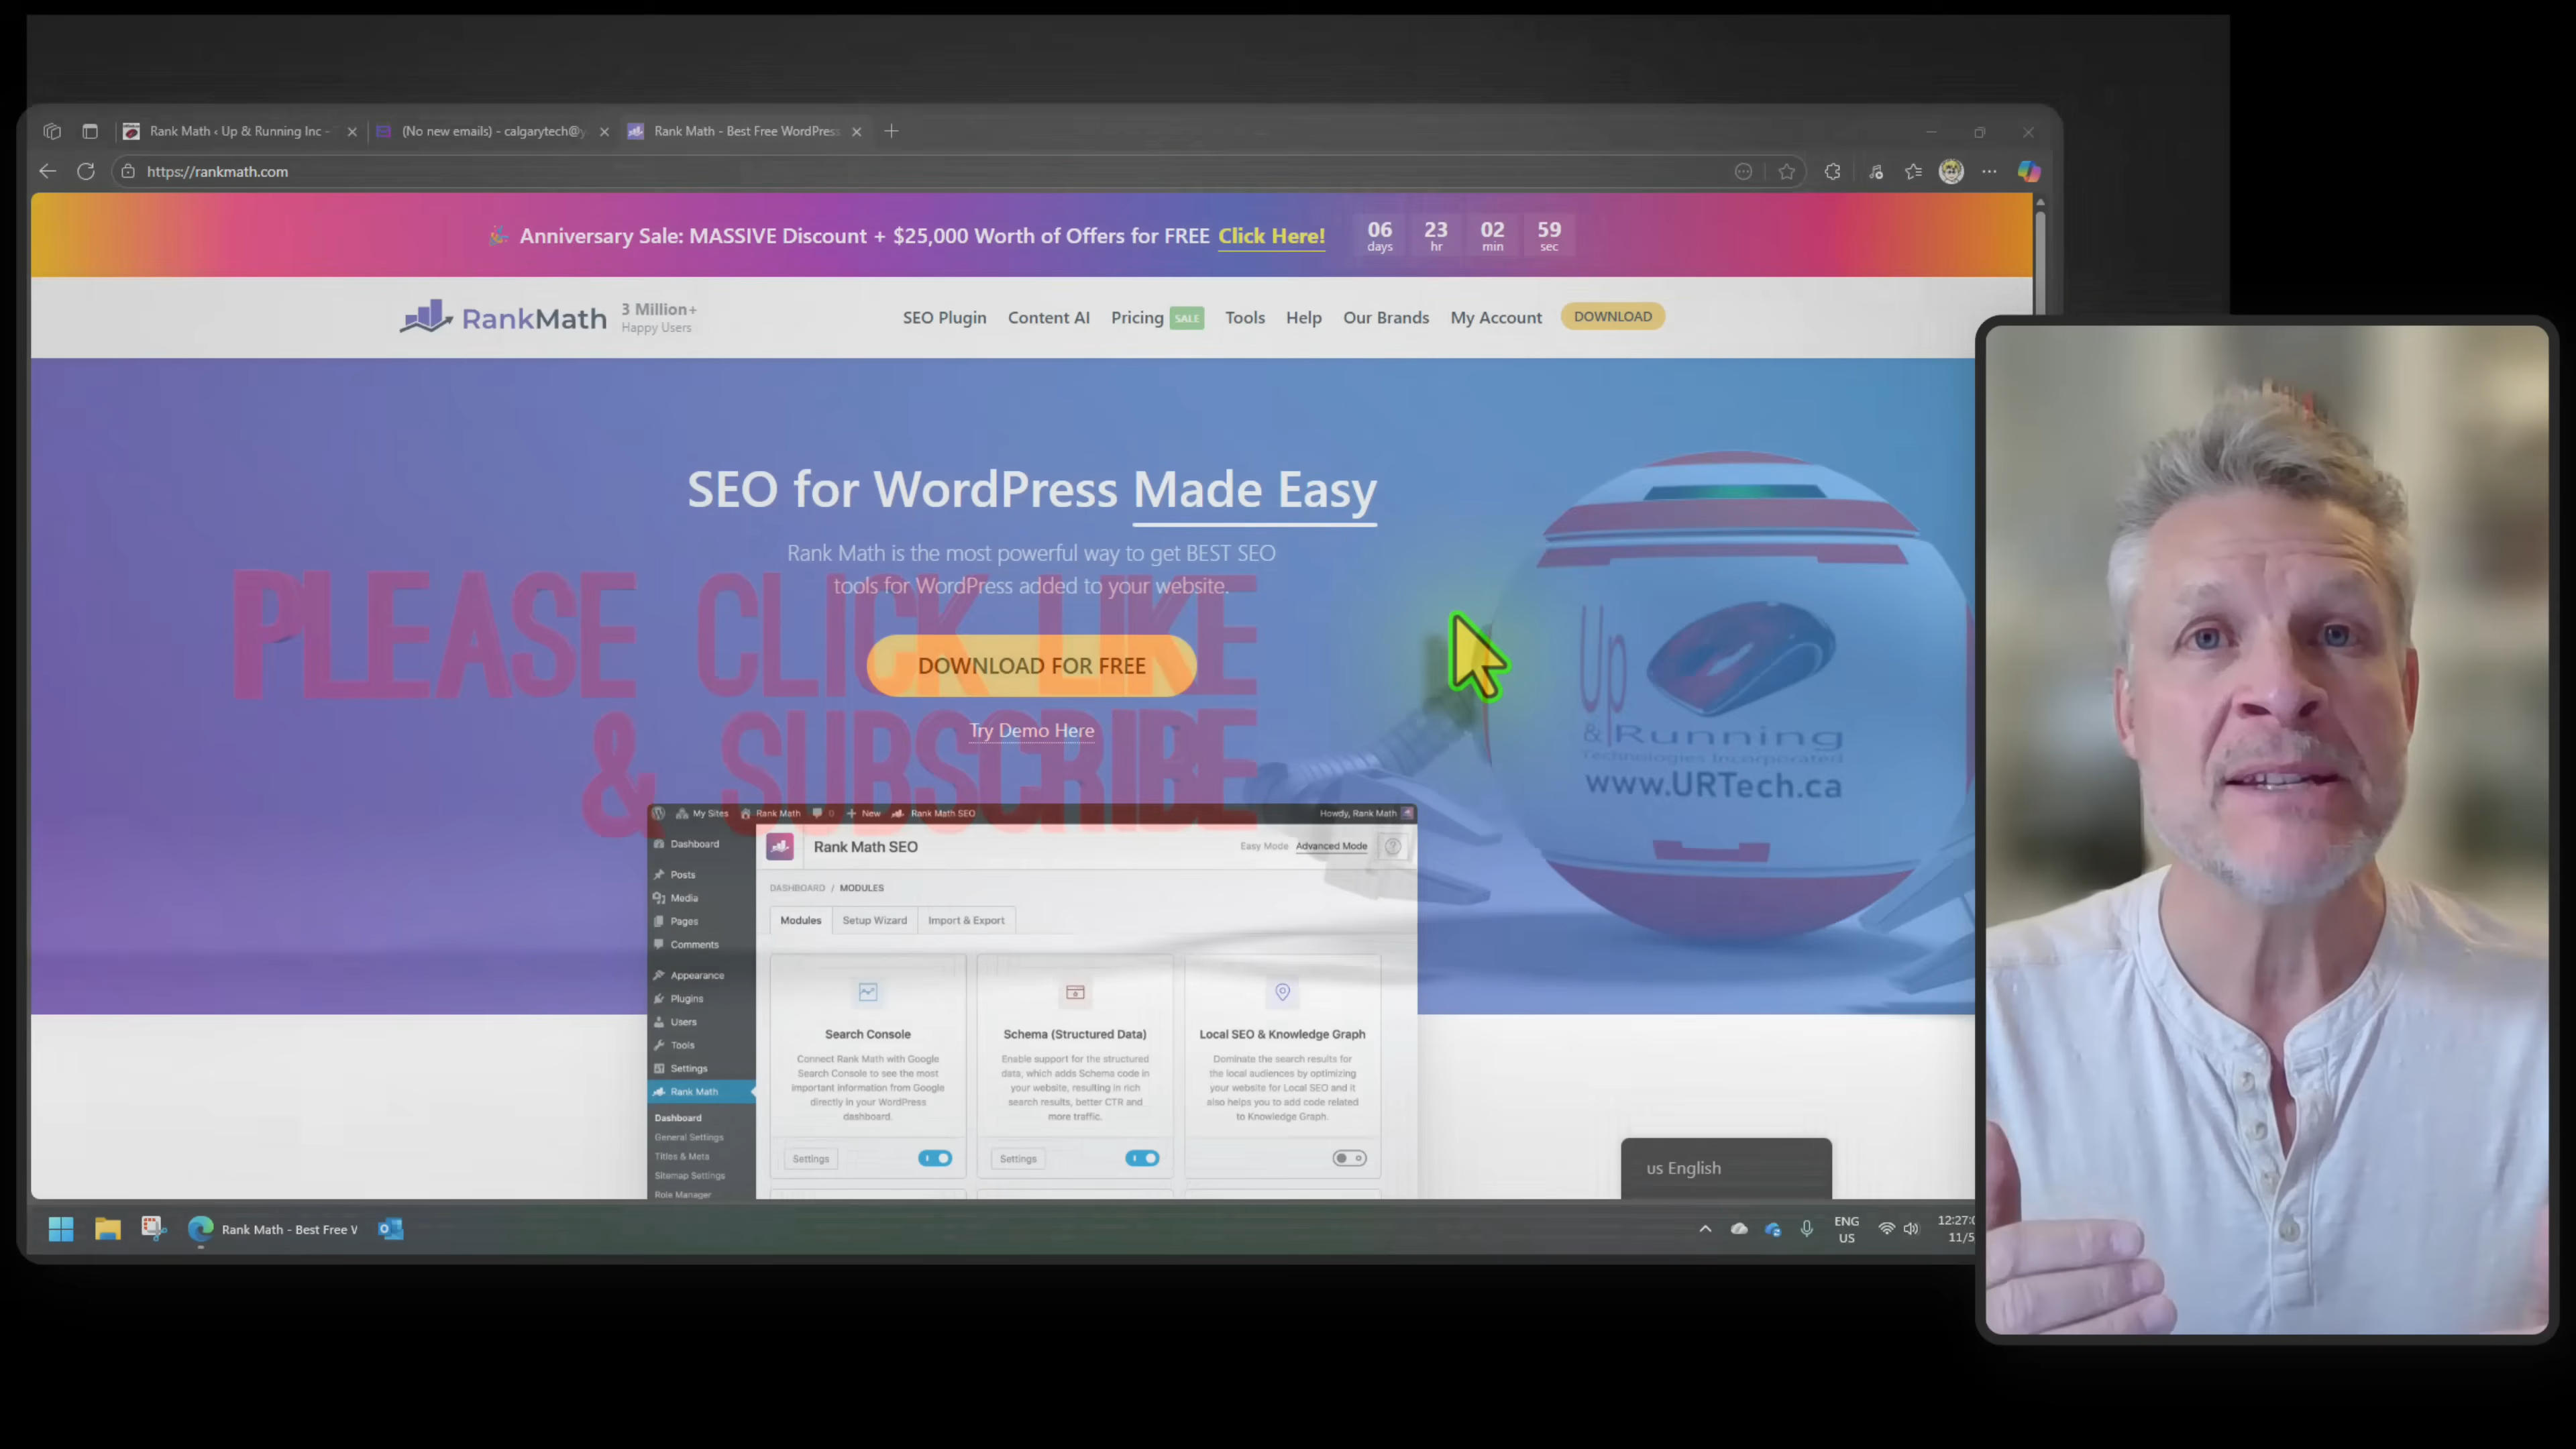 Rank Math ‹ Up & Running Inc -
(No new emails) - calgarytech@y
Rank Math - Best Free WordPress
https://rankmath.com
Anniversary Sale: MASSIVE Discount + $25,000 Worth of Offers for FREE Click Here!
06 days 23 hr 02 min 59 sec
RankMath
3 Million+
Happy Users
SEO Plugin
Content AI
Pricing SALE
Tools
Help
Our Brands
My Account
DOWNLOAD
SEO for WordPress Made Easy
Rank Math is the most powerful way to get BEST SEO
tools for WordPress added to your website.
PLEASE CLICK LIKE
& SUBSCRIBE
DOWNLOAD FOR FREE
Try Demo Here
Up
& Running
Technologies Incorporated
www.URTech.ca
My Sites
Rank Math
0
New
Rank Math SEO
Howdy, Rank Math
Dashboard
Posts
Media
Pages
Comments
Appearance
Plugins
Users
Tools
Settings
Rank Math
Dashboard
General Settings
Titles & Meta
Sitemap Settings
Role Manager
Rank Math SEO
Easy Mode
Advanced Mode
DASHBOARD / MODULES
Modules
Setup Wizard
Import & Export
Search Console
Connect Rank Math with Google
Search Console to see the most
important information from Google
directly in your WordPress
dashboard.
Settings
Schema (Structured Data)
Enable support for the structured
data, which adds Schema code in
your website, resulting in rich
search results, better CTR and
more traffic.
Settings
Local SEO & Knowledge Graph
Dominate the search results for
the local audiences by optimizing
your website for Local SEO and it
also helps you to add code related
to Knowledge Graph.
us English
Rank Math - Best Free V
ENG
US
12:27:0
11/5